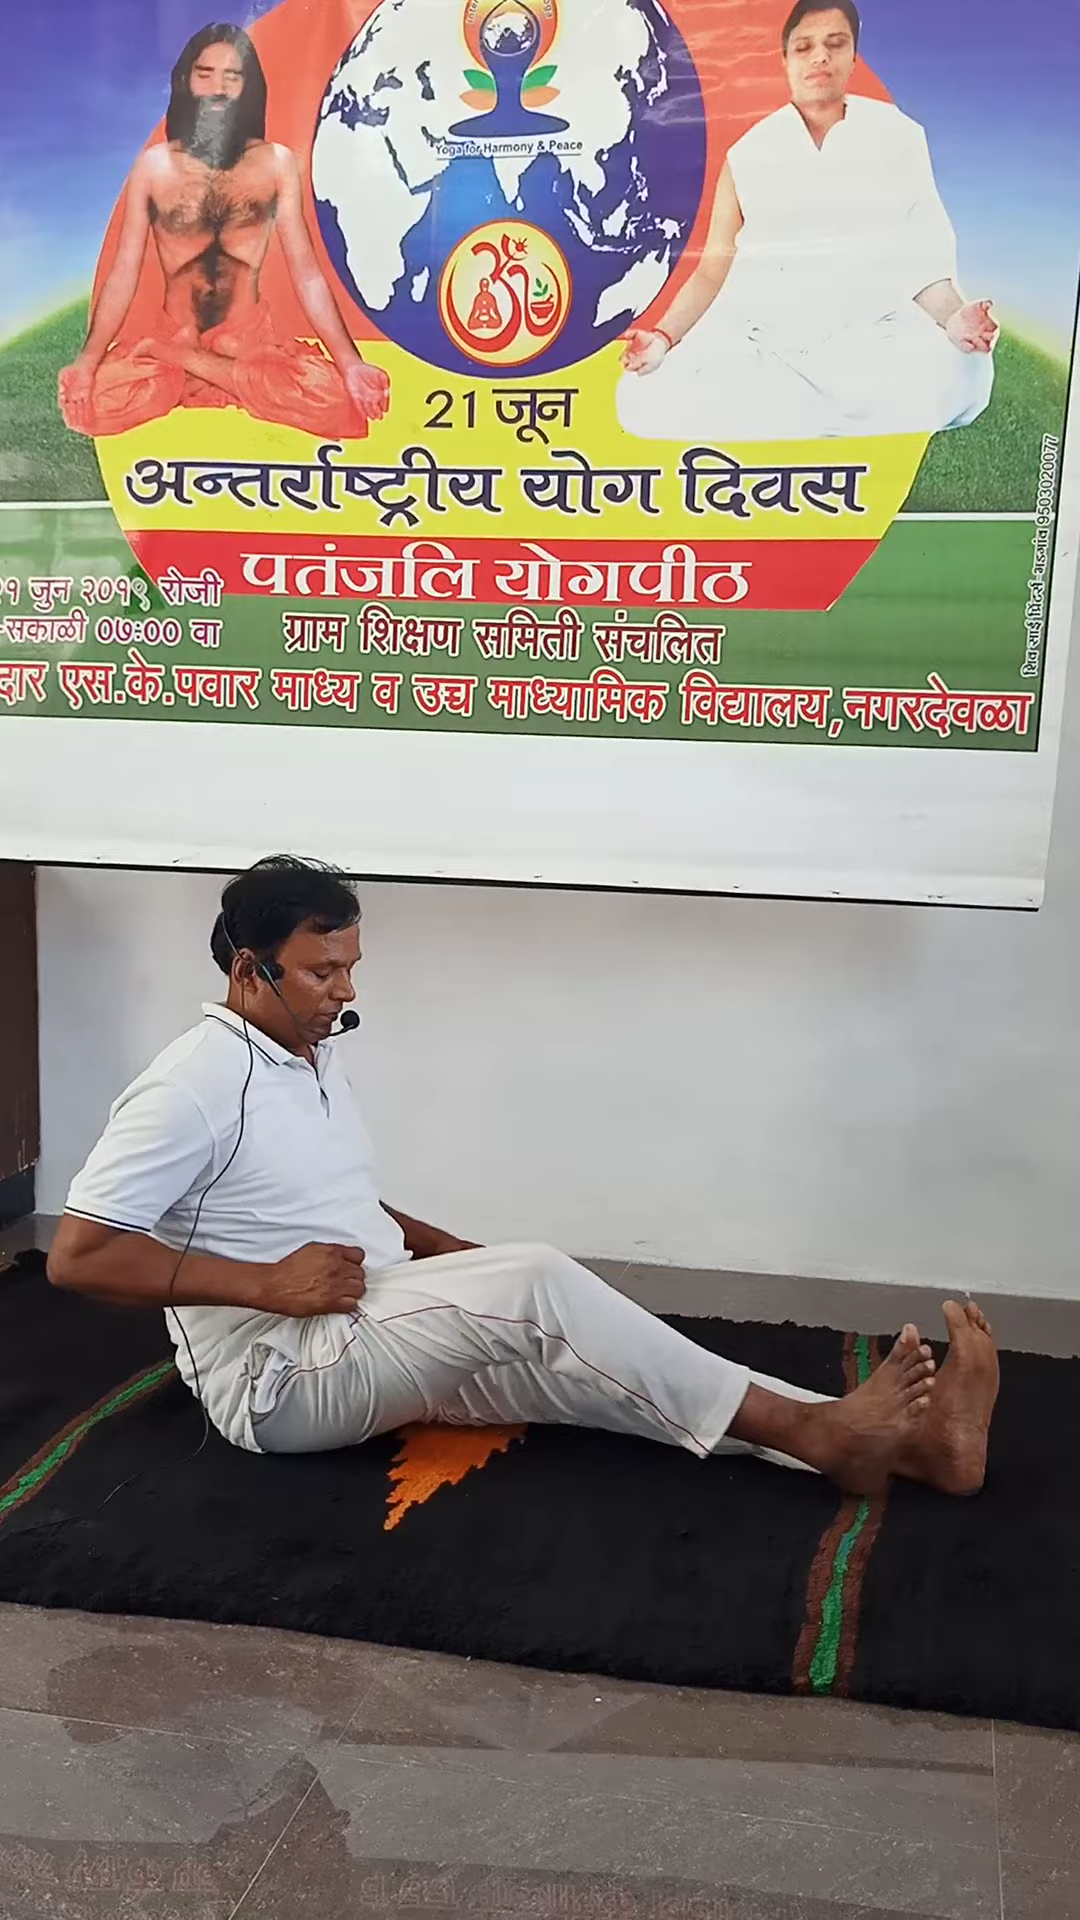 Yoga for Harmony & Peace
21 जून
अन्तर्राष्ट्रीय योग दिवस
पतंजलि योगपीठ
जुन २०१९ रोजी
सकाळी ०७:०० वा
ग्राम शिक्षण समिती संचलित
दार एस.के.पवार माध्य व उच्च माध्यामिक विद्यालय,नगरदेवळा
9503020077